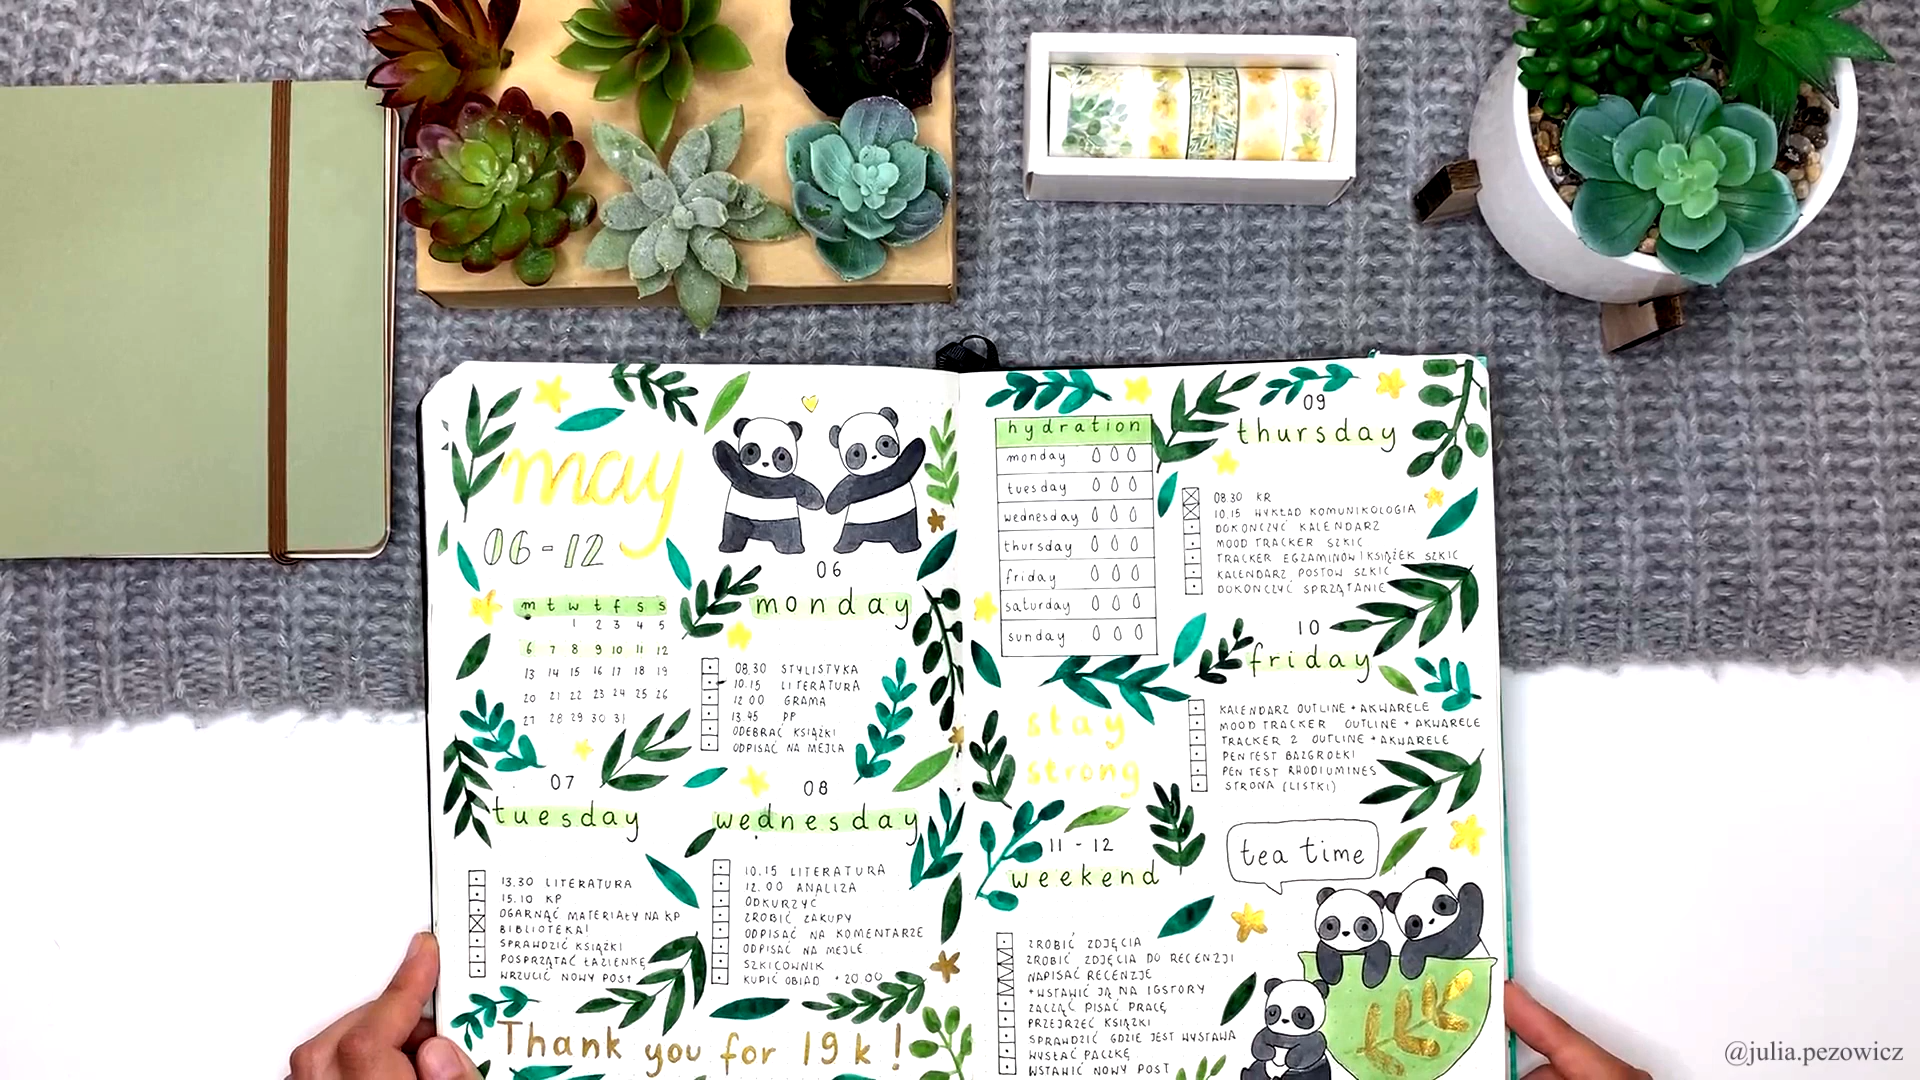 may
06-12
m t w t f s s
1 2 3 4 5
6 7 8 9 10 11 12
13 14 15 16 17 18 19
20 21 22 23 24 25 26
27 28 29 30 31
06
monday
08.30 STYLISTYKA
10.15 LITERATURA
12.00 GRAMA
13.45 PP
ODEBRAĆ KSIĄŻKI
ODPISAĆ NA MEJLA
07
tuesday
13.30 LITERATURA
15.10 KP
OGARNĄĆ MATERIAŁY NA KP
BIBLIOTEKA!
SPRAWDZIĆ KSIĄŻKI
POSPRZĄTAĆ ŁAZIENKĘ
WRZUCIĆ NOWY POST
08
wednesday
10.15 LITERATURA
12.00 ANALIZA
ODKURZYĆ
ZROBIĆ ZAKUPY
ODPISAĆ NA KOMENTARZE
ODPISAĆ NA MEJLE
SZKICOWNIK
KUPIĆ OBIAD +20.00
Thank you for 19k!
hydration
monday
tuesday
wednesday
thursday
friday
saturday
sunday
09
thursday
08.30 KR
10.15 WYKŁAD KOMUNIKOLOGIA
DOKOŃCZYĆ KALENDARZ
MOOD TRACKER SZKIC
TRACKER EGZAMINÓW I KSIĄŻEK SZKIC
KALENDARZ POSTÓW SZKIC
DOKOŃCZYĆ SPRZĄTANIE
stay
strong
10
friday
KALENDARZ OUTLINE + AKWARELE
MOOD TRACKER OUTLINE + AKWARELE
TRACKER 2 OUTLINE + AKWARELE
PEN TEST BAZGROŁKI
PEN TEST RHODIUMINES
STRONA (LISTKI)
11 - 12
weekend
ZROBIĆ ZDJĘCIA
ZROBIĆ ZDJĘCIA DO RECENZJI
NAPISAĆ RECENZJE
+WSTAWIĆ JĄ NA IGSTORY
ZACZĄĆ PISAĆ PRACĘ
PRZEJRZEĆ KSIĄŻKI
SPRAWDZIĆ GDZIE JEST WYSTAWA
WYSŁAĆ PACZKĘ
WSTAWIĆ NOWY POST
tea time
@julia.pezowicz